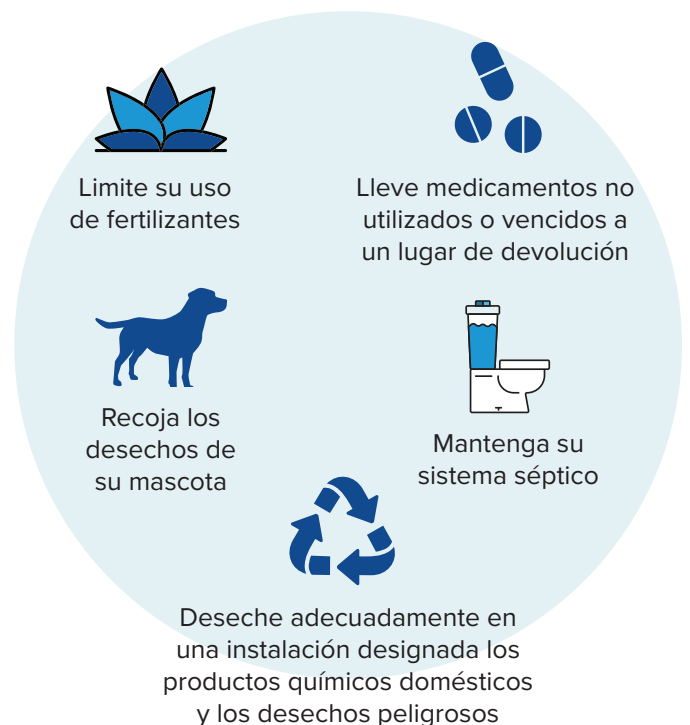 Limite su uso
de fertilizantes
Lleve medicamentos no
utilizados o vencidos a
un lugar de devolución
Recoja los
desechos de
su mascota
Mantenga su
sistema séptico
Deseche adecuadamente en
una instalación designada los
productos químicos domésticos
y los desechos peligrosos